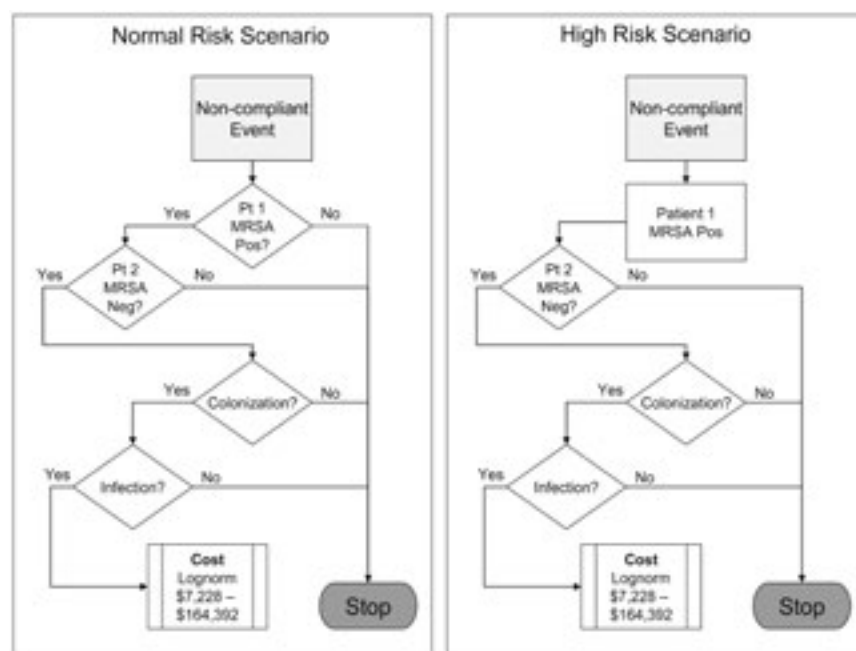 Normal Risk Scenario
Non-compliant
Event
Pt 1
MRSA
Pos?
Yes
No
Pt 2
MRSA
Neg?
Yes
No
Colonization?
Yes
No
Infection?
Yes
No
Cost
Lognorm
$7,228 –
$164,392
Stop
High Risk Scenario
Non-compliant
Event
Patient 1
MRSA Pos
Pt 2
MRSA
Neg?
Yes
No
Colonization?
Yes
No
Infection?
Yes
No
Cost
Lognorm
$7,228 –
$164,392
Stop